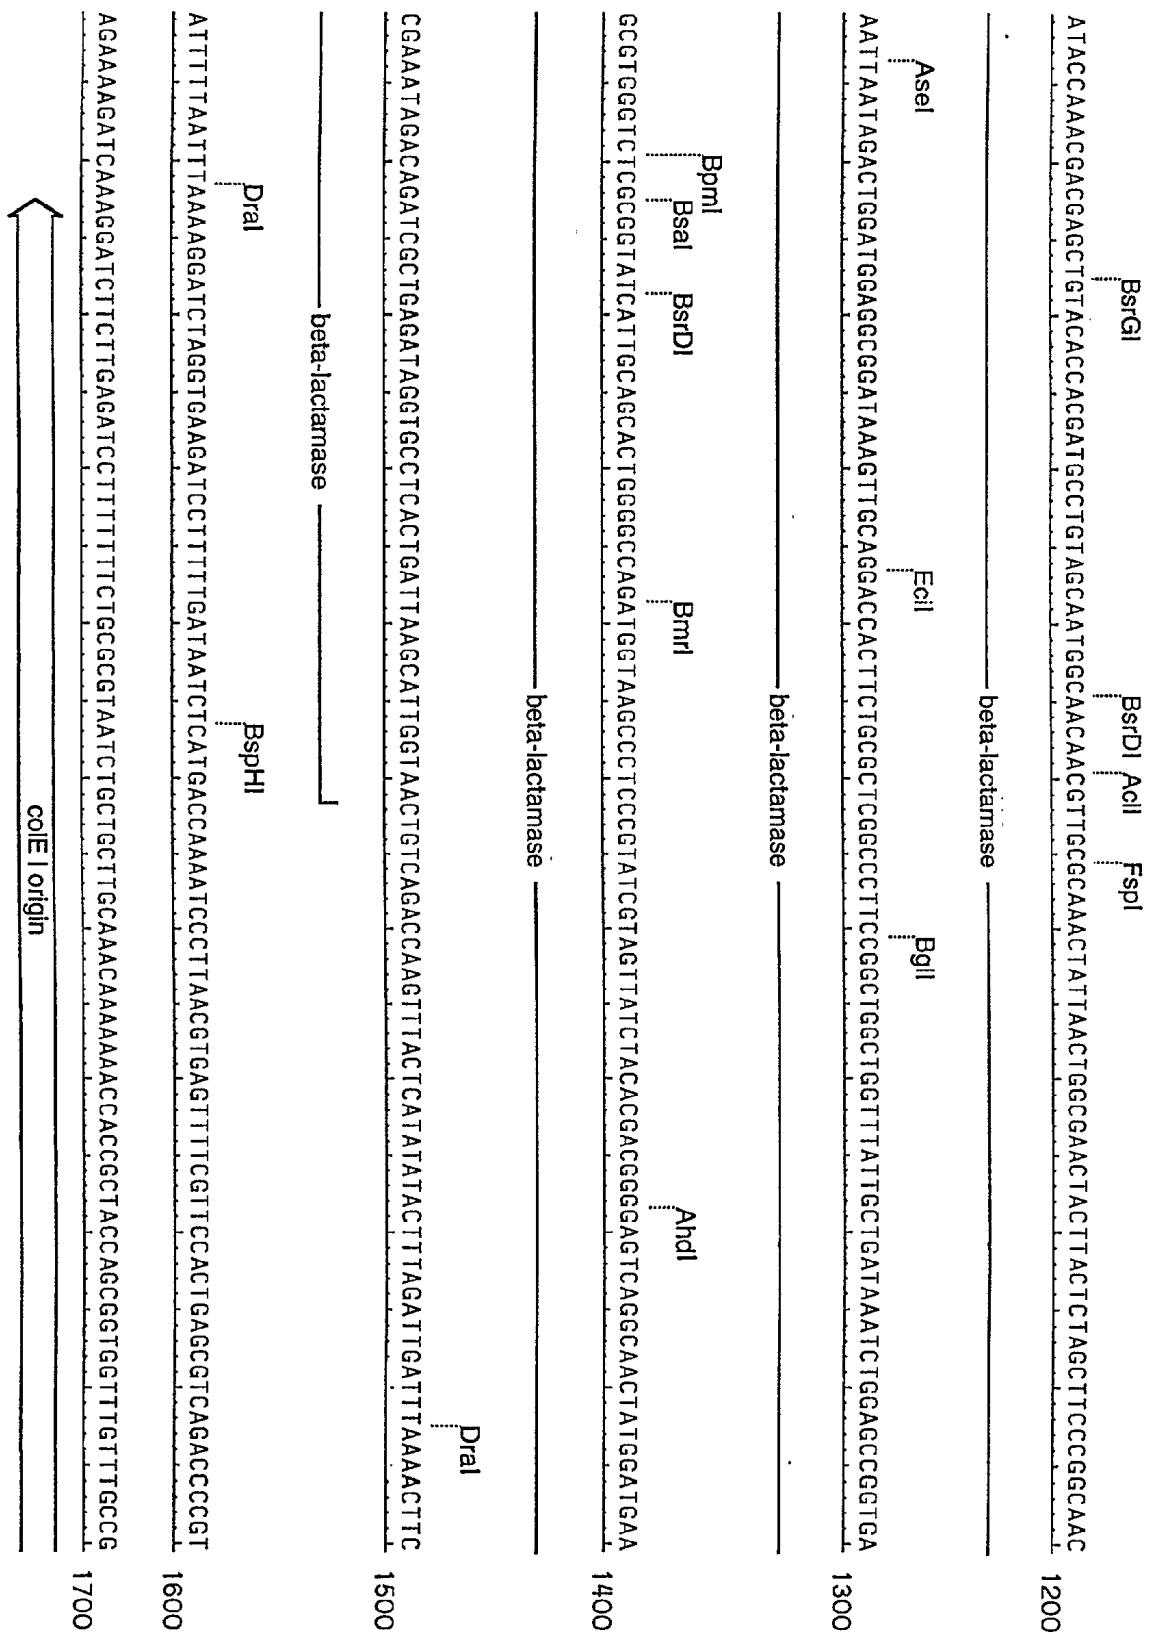 BsrGI BsrDI AclI FspI
ATACCAAACGACGAGCTGTACACCACGATGCCTGTAGCAATGGCAACAACGTTGCGCAAACTATTAACTGGCGAACTACTTACTCTAGCTTCCCGGCAAC
1200
beta-lactamase
AseI EciI BglI
AATTAATAGACTGGATGGAGGCGGATAAAGTTGCAGGACCACTTCTGCGCTCGGCCCTTCCGGCTGGCTGGTTTATTGCTGATAAATCTGGAGCCGGTGA
1300
beta-lactamase
BpmI
BsaI BsrDI BmrI AhdI
GCGTGGGTCTCGCGGTATCATTGCAGCACTGGGGCCAGATGGTAAGCCCTCCCGTATCGTAGTTATCTACACGACGGGGAGTCAGGCAACTATGGATGAA
1400
beta-lactamase
DraI
CGAAATAGACAGATCGCTGAGATAGGTGCCTCACTGATTAAGCATTGGTAACTGTCAGACCAAGTTTACTCATATATACTTTAGATTGATTTAAAACTTC
1500
beta-lactamase
DraI BspHI
ATTTTTAATTTAAAAGGATCTAGGTGAAGATCCTTTTTGATAATCTCATGACCAAAATCCCTTAACGTGAGTTTTCGTTCCACTGAGCGTCAGACCCCGT
1600
AGAAAAGATCAAAGGATCTTCTTGAGATCCTTTTTTTCTGCGCGTAATCTGCTGCTTGCAAACAAAAAAACCACCGCTACCAGCGGTGGTTTGTTTGCCG
1700
colE I origin